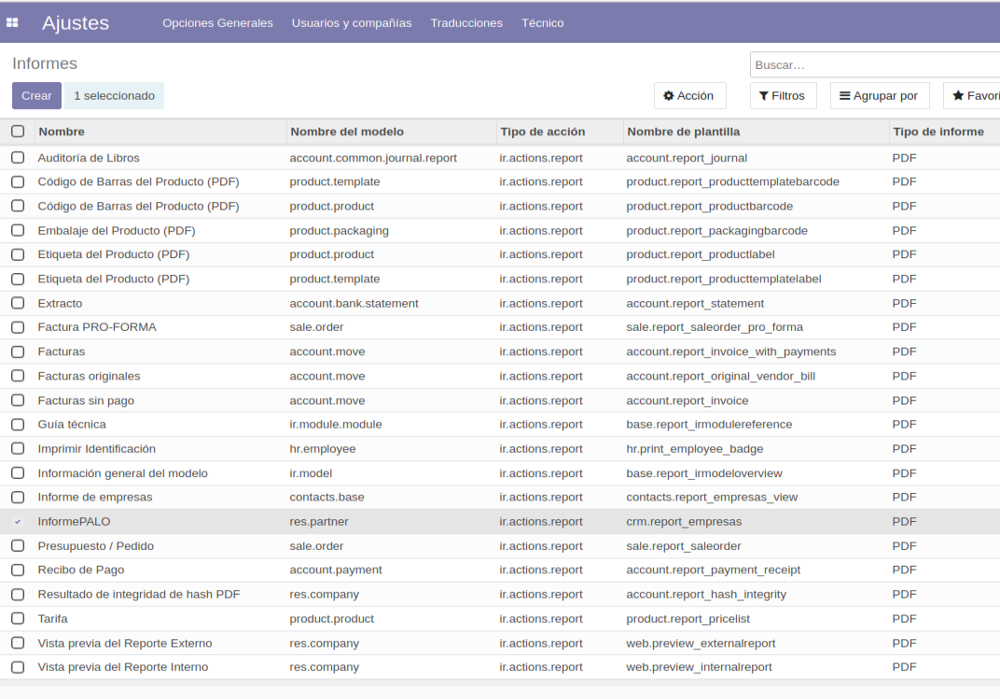 Ajustes Opciones Generales Usuarios y compañías Traducciones Técnico
Informes Buscar…
Crear 1 seleccionado Acción Filtros Agrupar por Favori
Nombre Nombre del modelo Tipo de acción Nombre de plantilla Tipo de informe
Auditoría de Libros account.common.journal.report ir.actions.report account.report_journal PDF
Código de Barras del Producto (PDF) product.template ir.actions.report product.report_producttemplatebarcode PDF
Código de Barras del Producto (PDF) product.product ir.actions.report product.report_productbarcode PDF
Embalaje del Producto (PDF) product.packaging ir.actions.report product.report_packagingbarcode PDF
Etiqueta del Producto (PDF) product.product ir.actions.report product.report_productlabel PDF
Etiqueta del Producto (PDF) product.template ir.actions.report product.report_producttemplatelabel PDF
Extracto account.bank.statement ir.actions.report account.report_statement PDF
Factura PRO-FORMA sale.order ir.actions.report sale.report_saleorder_pro_forma PDF
Facturas account.move ir.actions.report account.report_invoice_with_payments PDF
Facturas originales account.move ir.actions.report account.report_original_vendor_bill PDF
Facturas sin pago account.move ir.actions.report account.report_invoice PDF
Guía técnica ir.module.module ir.actions.report base.report_irmodulereference PDF
Imprimir Identificación hr.employee ir.actions.report hr.print_employee_badge PDF
Información general del modelo ir.model ir.actions.report base.report_irmodeloverview PDF
Informe de empresas contacts.base ir.actions.report contacts.report_empresas_view PDF
InformePALO res.partner ir.actions.report crm.report_empresas PDF
Presupuesto / Pedido sale.order ir.actions.report sale.report_saleorder PDF
Recibo de Pago account.payment ir.actions.report account.report_payment_receipt PDF
Resultado de integridad de hash PDF res.company ir.actions.report account.report_hash_integrity PDF
Tarifa product.product ir.actions.report product.report_pricelist PDF
Vista previa del Reporte Externo res.company ir.actions.report web.preview_externalreport PDF
Vista previa del Reporte Interno res.company ir.actions.report web.preview_internalreport PDF